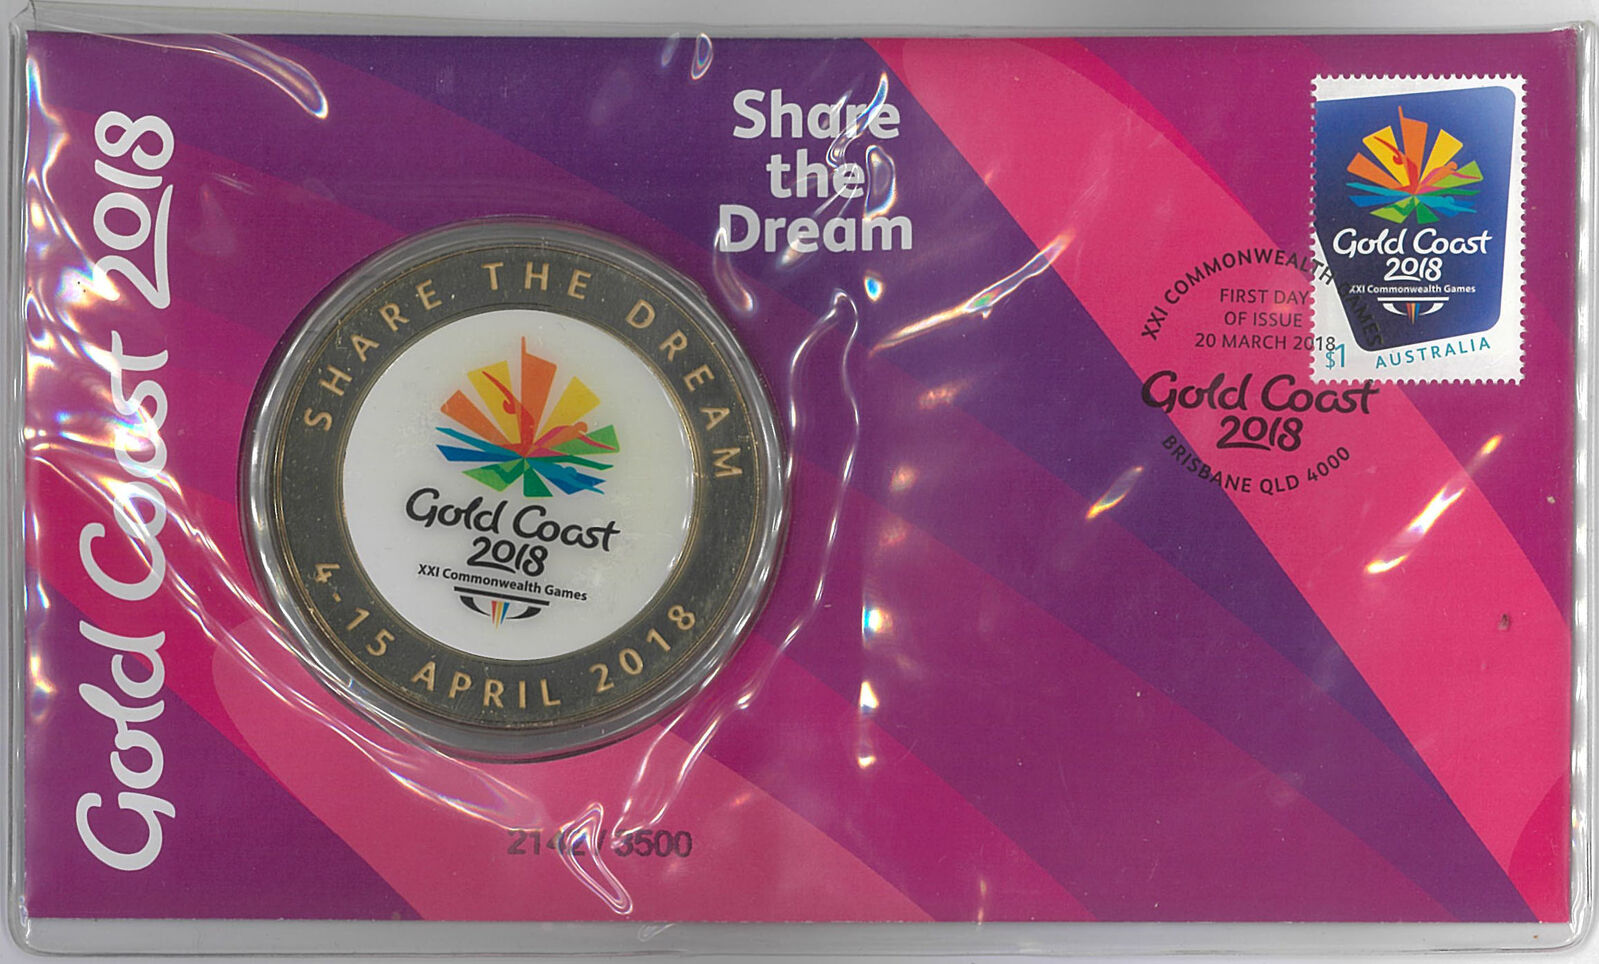 Gold Coast 2018
Share
the
Dream
SHARE THE DREAM
Gold Coast
2018
XXI Commonwealth Games
4-15 APRIL 2018
Gold Coast
2018
XXI Commonwealth Games
$1 AUSTRALIA
XXI COMMONWEALTH GAMES
FIRST DAY
OF ISSUE
20 MARCH 2018
Gold Coast
2018
BRISBANE QLD 4000
2142/3500